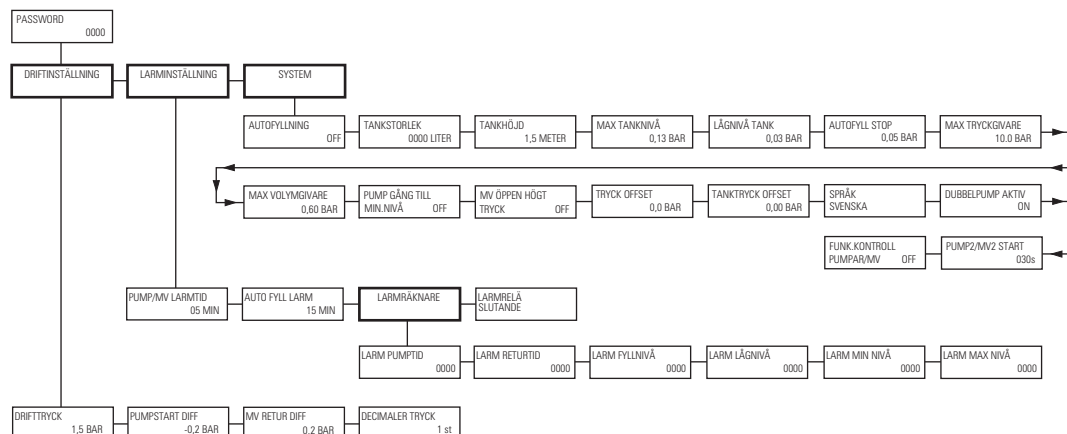 PASSWORD
0000
DRIFTINSTÄLLNING
LARMINSTÄLLNING
SYSTEM
AUTOFYLLNING
OFF
TANKSTORLEK
0000 LITER
TANKHÖJD
1,5 METER
MAX TANKNIVÅ
0,13 BAR
LÅGNIVÅ TANK
0,03 BAR
AUTOFYLL STOP
0,05 BAR
MAX TRYCKGIVARE
10.0 BAR
MAX VOLYMGIVARE
0,60 BAR
PUMP GÅNG TILL
MIN.NIVÅ OFF
MV ÖPPEN HÖGT
TRYCK OFF
TRYCK OFFSET
0,0 BAR
TANKTRYCK OFFSET
0,00 BAR
SPRÅK
SVENSKA
DUBBELPUMP AKTIV
ON
FUNK.KONTROLL
PUMPAR/MV OFF
PUMP2/MV2 START
030s
PUMP/MV LARMTID
05 MIN
AUTO FYLL LARM
15 MIN
LARMRÄKNARE
LARMRELÄ
SLUTANDE
LARM PUMPTID
0000
LARM RETURTID
0000
LARM FYLLNIVÅ
0000
LARM LÅGNIVÅ
0000
LARM MIN NIVÅ
0000
LARM MAX NIVÅ
0000
DRIFTTRYCK
1,5 BAR
PUMPSTART DIFF
-0,2 BAR
MV RETUR DIFF
0,2 BAR
DECIMALER TRYCK
1 st